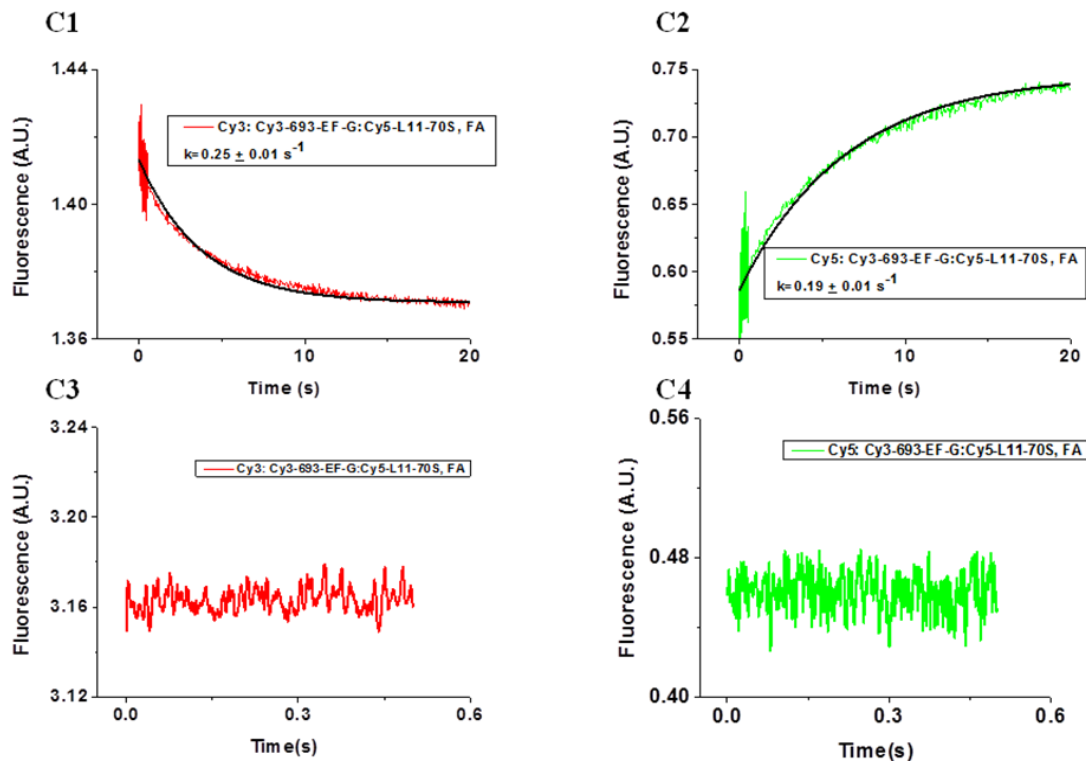 C1
Fluorescence (A.U.)
1.44
1.40
1.36
Cy3: Cy3-693-EF-G:Cy5-L11-70S, FA
k=0.25 ± 0.01 s⁻¹
0
10
20
Time (s)
C2
Fluorescence (A.U.)
0.75
0.70
0.65
0.60
0.55
Cy5: Cy3-693-EF-G:Cy5-L11-70S, FA
k=0.19 ± 0.01 s⁻¹
0
10
20
Time (s)
C3
Fluorescence (A.U.)
3.24
3.20
3.16
3.12
Cy3: Cy3-693-EF-G:Cy5-L11-70S, FA
0.0
0.3
0.6
Time(s)
C4
Fluorescence (A.U.)
0.56
0.48
0.40
Cy5: Cy3-693-EF-G:Cy5-L11-70S, FA
0.0
0.3
0.6
Time(s)